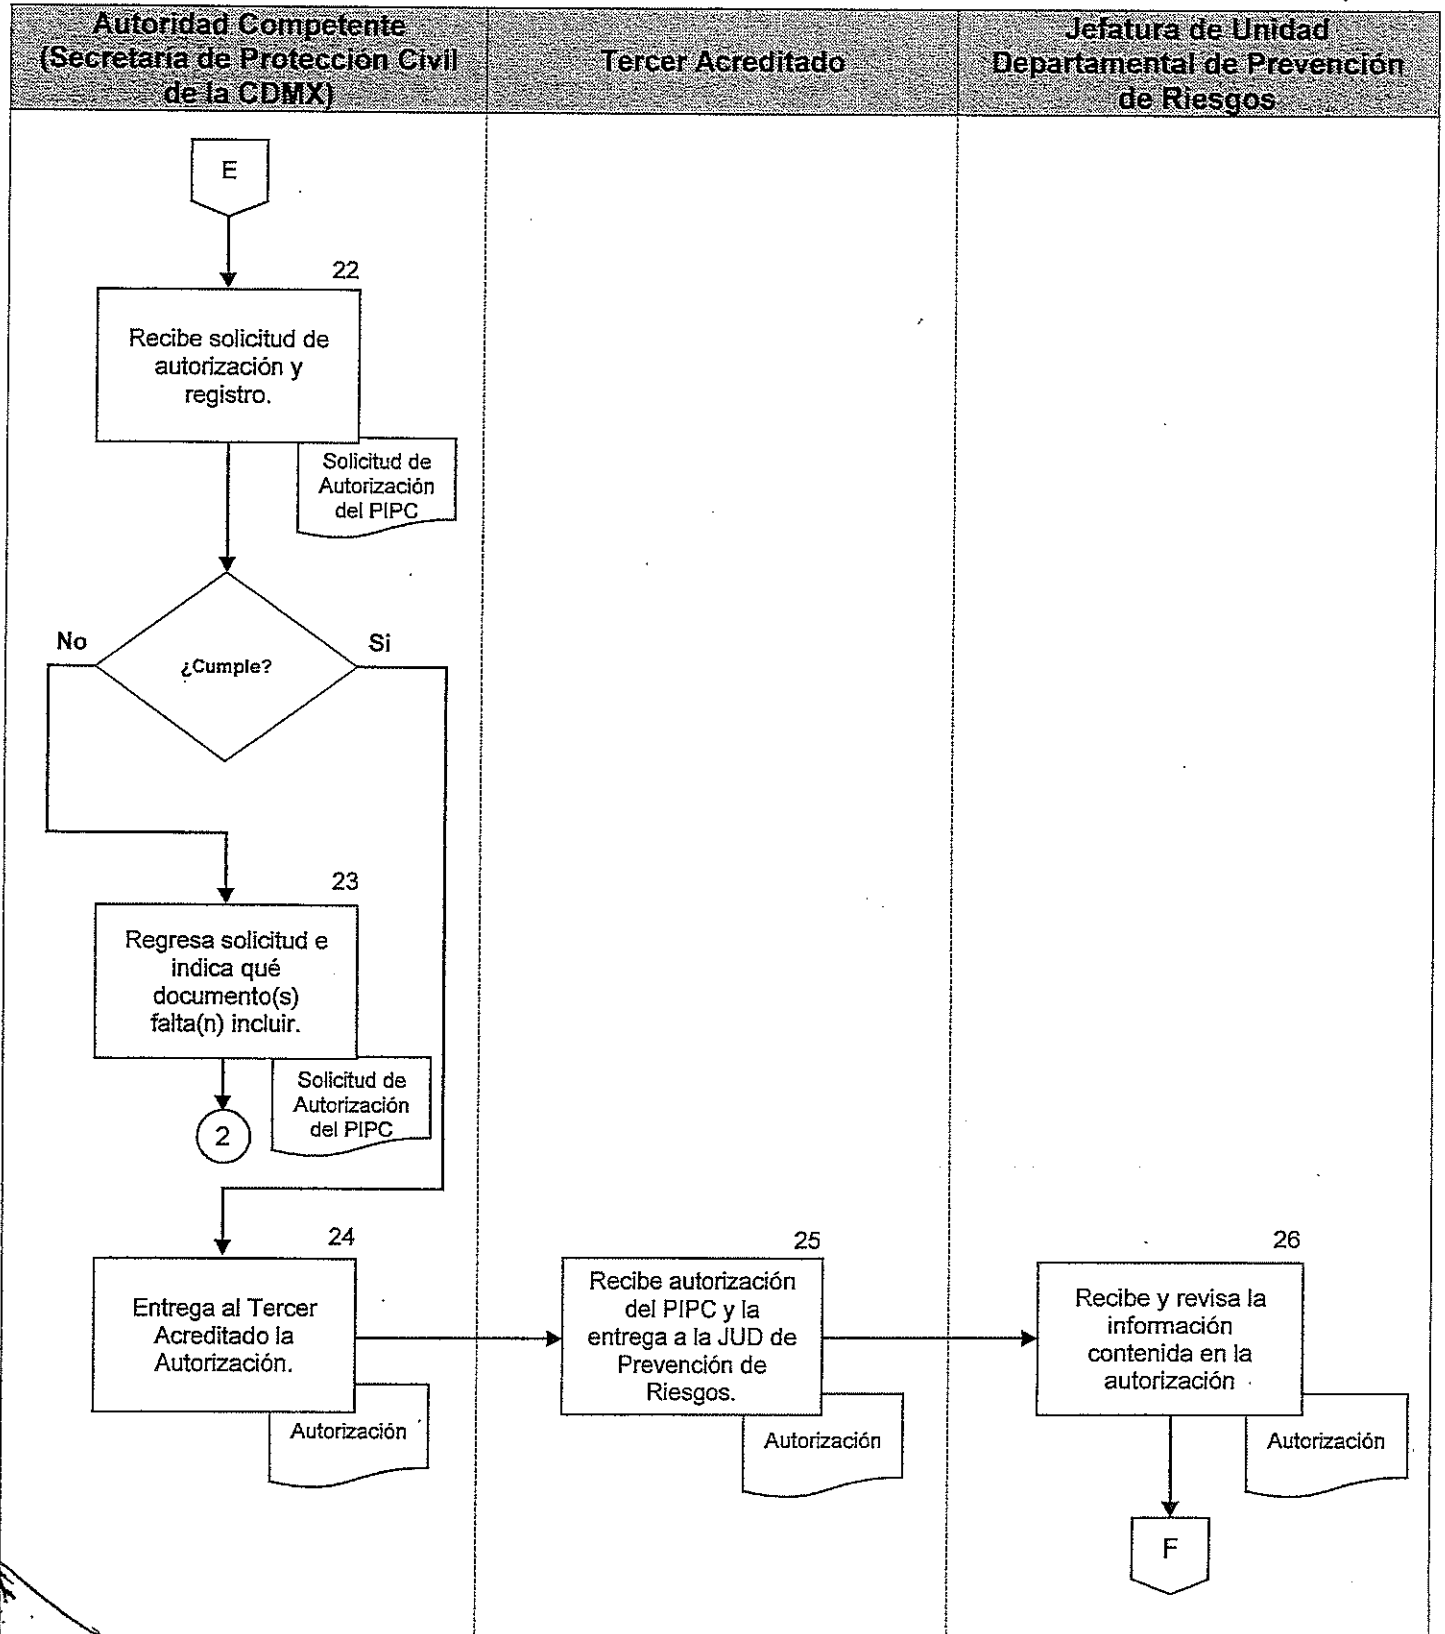 Autoridad Competente
(Secretaría de Protección Civil
de la CDMX)
Tercer Acreditado
Jefatura de Unidad
Departamental de Prevención
de Riesgos
E
22
Recibe solicitud de
autorización y
registro.
Solicitud de
Autorización
del PIPC
No
Si
¿Cumple?
23
Regresa solicitud e
indica qué
documento(s)
falta(n) incluir.
Solicitud de
Autorización
del PIPC
2
24
Entrega al Tercer
Acreditado la
Autorización.
Autorización
25
Recibe autorización
del PIPC y la
entrega a la JUD de
Prevención de
Riesgos.
Autorización
26
Recibe y revisa la
información
contenida en la
autorización
Autorización
F